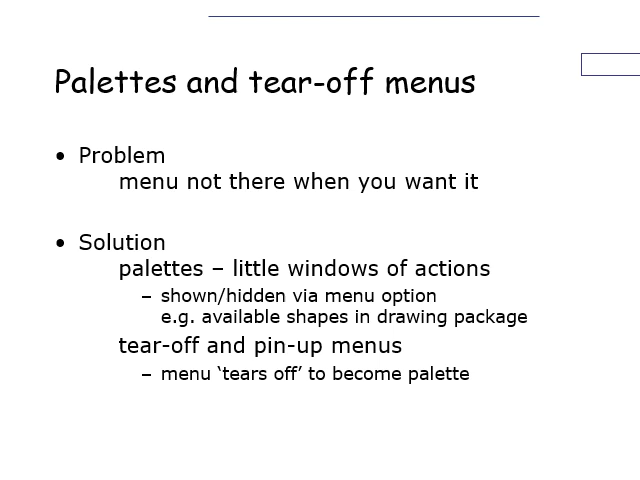 Palettes and tear-off menus
• Problem
menu not there when you want it
• Solution
palettes – little windows of actions
– shown/hidden via menu option
e.g. available shapes in drawing package
tear-off and pin-up menus
– menu ‘tears off’ to become palette